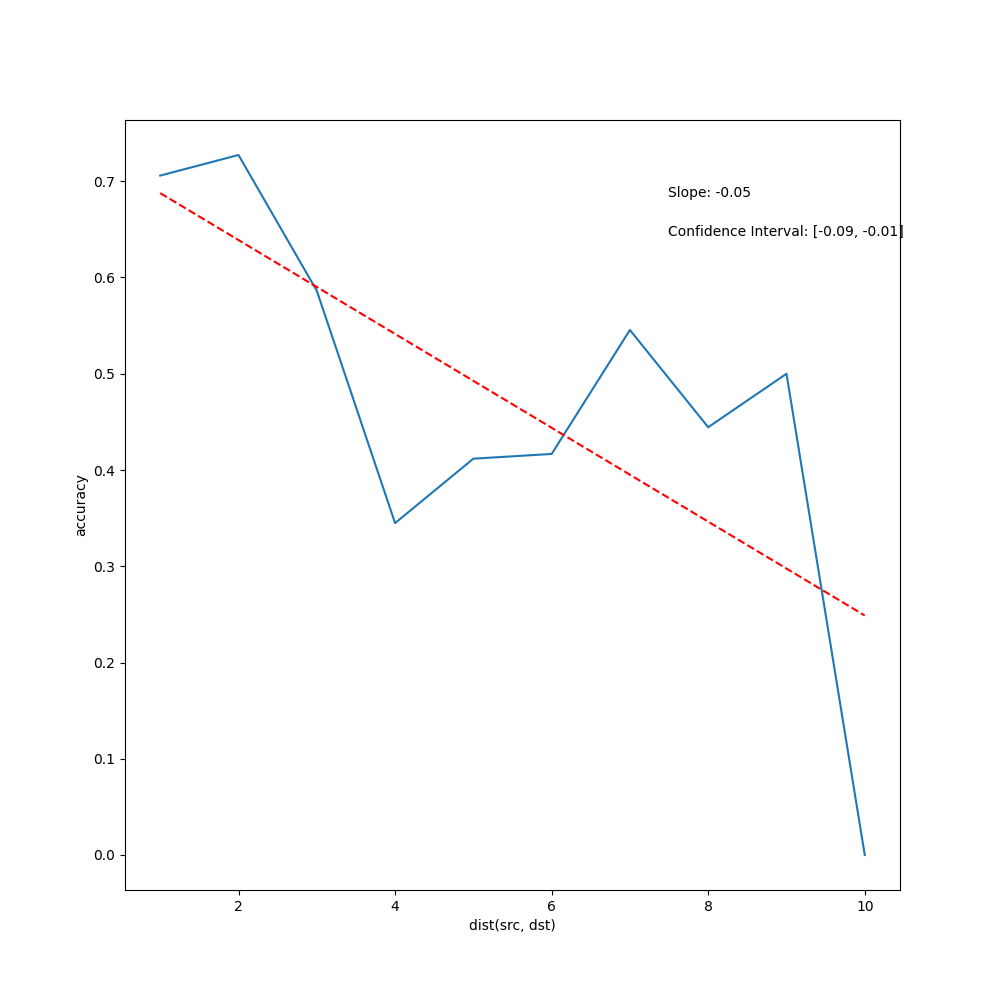 Slope: -0.05
Confidence Interval: [-0.09, -0.01]
0.7
0.6
0.5
0.4
0.3
0.2
0.1
0.0
accuracy
2 4 6 8 10
dist(src, dst)